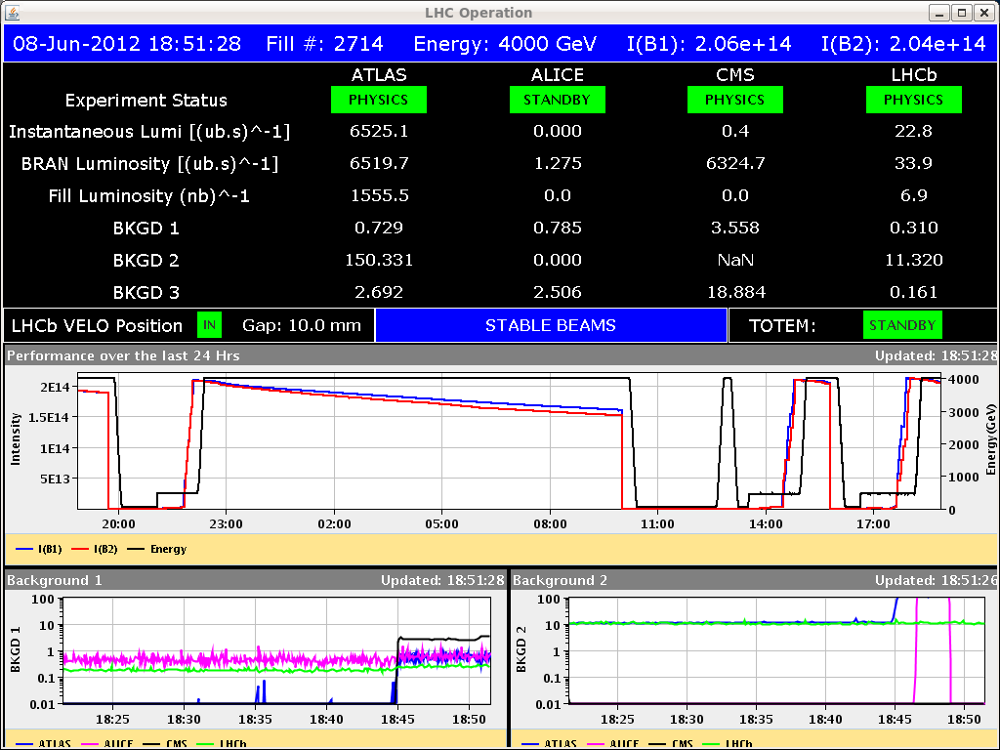 LHC Operation
08-Jun-2012 18:51:28 Fill #: 2714 Energy: 4000 GeV I(B1): 2.06e+14 I(B2): 2.04e+14
ATLAS ALICE CMS LHCb
Experiment Status PHYSICS STANDBY PHYSICS PHYSICS
Instantaneous Lumi [(ub.s)^-1] 6525.1 0.000 0.4 22.8
BRAN Luminosity [(ub.s)^-1] 6519.7 1.275 6324.7 33.9
Fill Luminosity (nb)^-1 1555.5 0.0 0.0 6.9
BKGD 1 0.729 0.785 3.558 0.310
BKGD 2 150.331 0.000 NaN 11.320
BKGD 3 2.692 2.506 18.884 0.161
LHCb VELO Position IN Gap: 10.0 mm STABLE BEAMS TOTEM: STANDBY
Performance over the last 24 Hrs Updated: 18:51:28
Intensity
2E14
1.5E14
1E14
5E13
4000
3000
2000
1000
0
Energy(GeV)
20:00 23:00 02:00 05:00 08:00 11:00 14:00 17:00
I(B1) I(B2) Energy
Background 1 Updated: 18:51:28
BKGD 1
100
10
1
0.1
0.01
18:25 18:30 18:35 18:40 18:45 18:50
ATLAS ALICE CMS LHCb
Background 2 Updated: 18:51:26
BKGD 2
100
10
1
0.1
0.01
18:25 18:30 18:35 18:40 18:45 18:50
ATLAS ALICE CMS LHCb